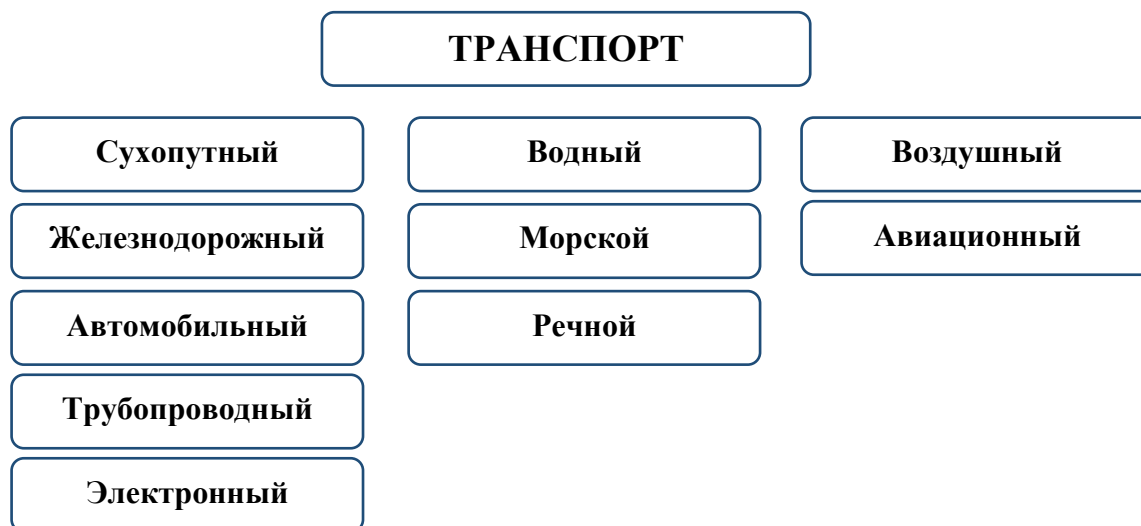 ТРАНСПОРТ
Сухопутный
Водный
Воздушный
Железнодорожный
Морской
Авиационный
Автомобильный
Речной
Трубопроводный
Электронный